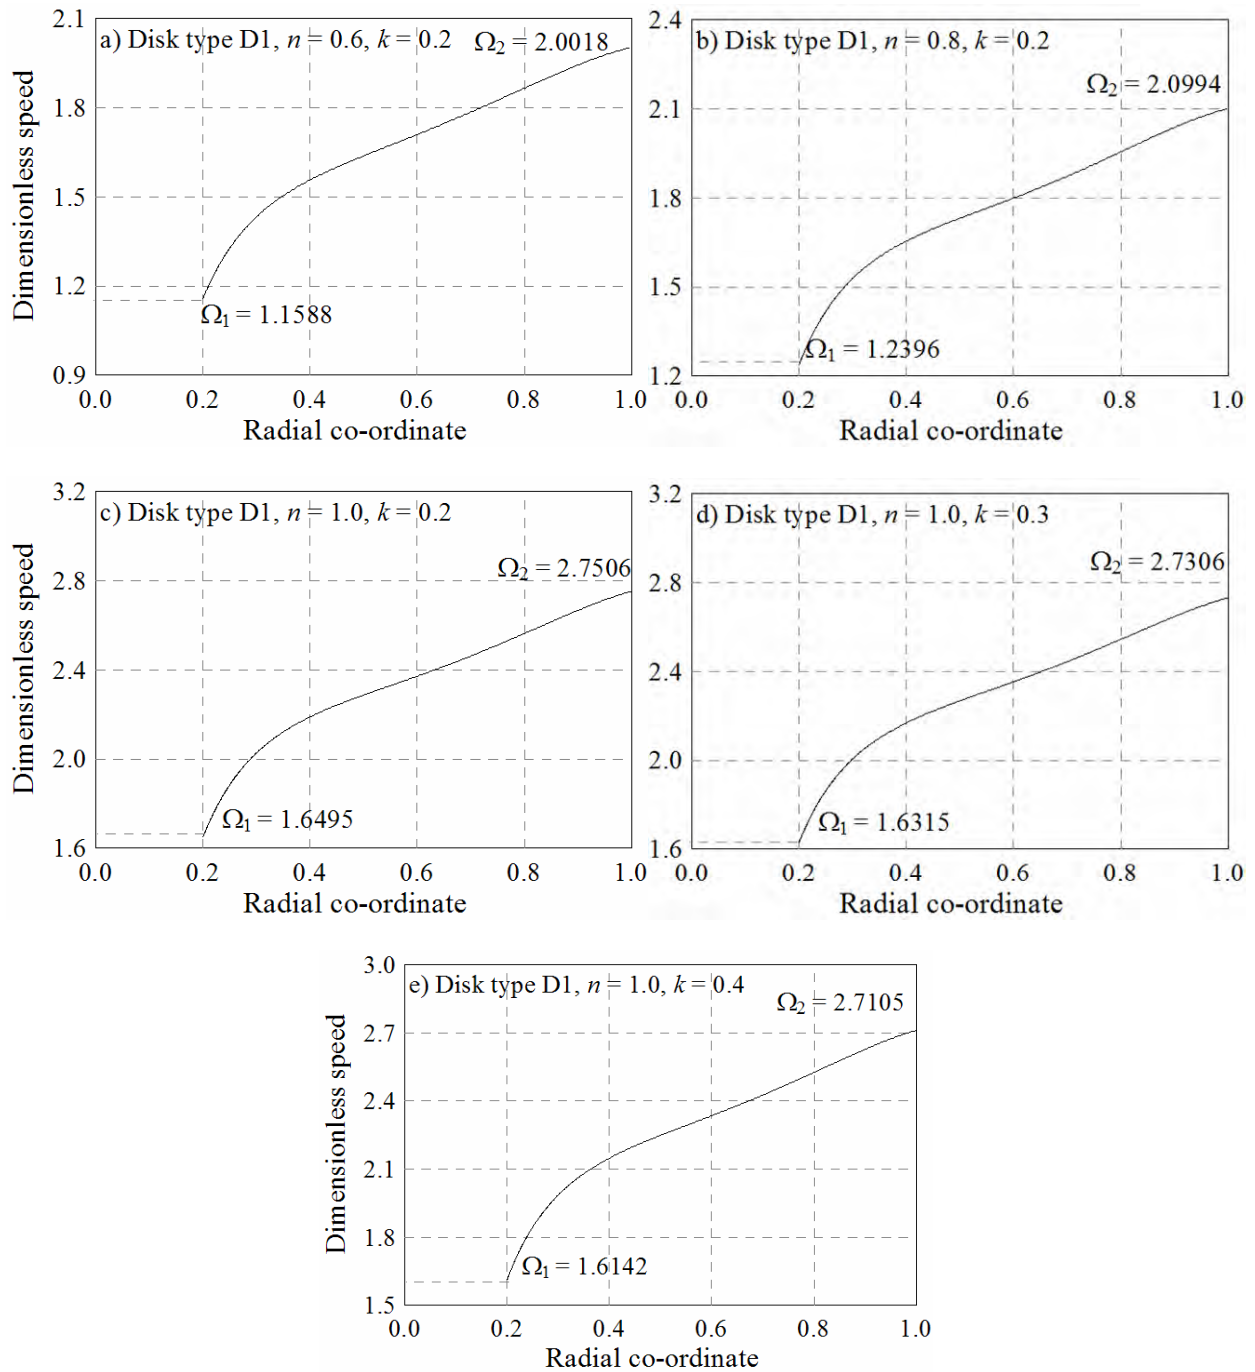 2.1
a) Disk type D1, n = 0.6, k = 0.2
Ω2 = 2.0018
1.8
1.5
1.2
0.9
Ω1 = 1.1588
0.0 0.2 0.4 0.6 0.8 1.0
Radial co-ordinate
Dimensionless speed
2.4
b) Disk type D1, n = 0.8, k = 0.2
Ω2 = 2.0994
2.1
1.8
1.5
1.2
Ω1 = 1.2396
0.0 0.2 0.4 0.6 0.8 1.0
Radial co-ordinate
3.2
c) Disk type D1, n = 1.0, k = 0.2
Ω2 = 2.7506
2.8
2.4
2.0
1.6
Ω1 = 1.6495
0.0 0.2 0.4 0.6 0.8 1.0
Radial co-ordinate
Dimensionless speed
3.2
d) Disk type D1, n = 1.0, k = 0.3
Ω2 = 2.7306
2.8
2.4
2.0
1.6
Ω1 = 1.6315
0.0 0.2 0.4 0.6 0.8 1.0
Radial co-ordinate
3.0
e) Disk type D1, n = 1.0, k = 0.4
Ω2 = 2.7105
2.7
2.4
2.1
1.8
1.5
Ω1 = 1.6142
0.0 0.2 0.4 0.6 0.8 1.0
Radial co-ordinate
Dimensionless speed